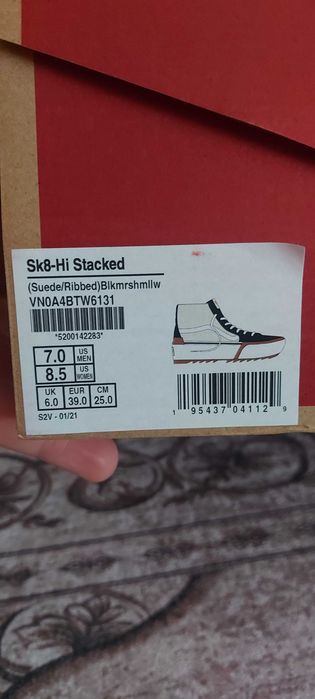 Sk8-Hi Stacked
(Suede/Ribbed)Blkmrshmllw
VN0A4BTW6131
*5200142283*
7.0 US MEN
8.5 US WOMEN
UK EUR CM
6.0 39.0 25.0
S2V - 01/21
1 95437 04112 9